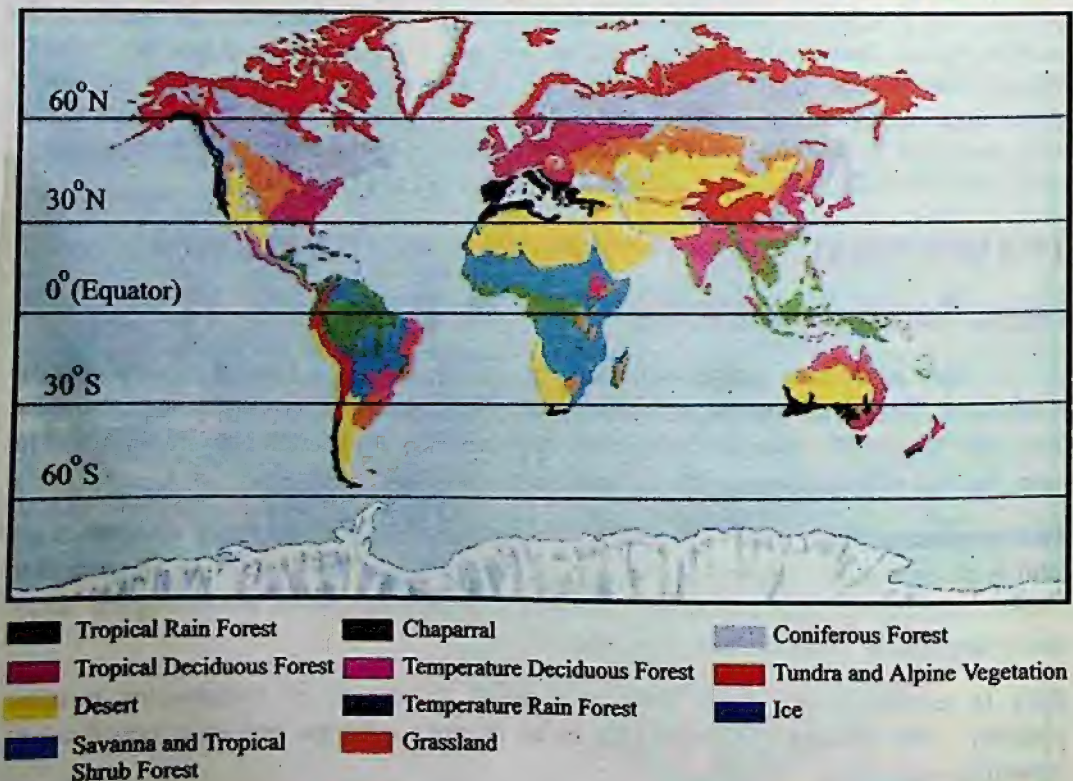 60°N
30°N
0° (Equator)
30°S
60°S
Tropical Rain Forest
Tropical Deciduous Forest
Desert
Savanna and Tropical
Shrub Forest
Chaparral
Temperature Deciduous Forest
Temperature Rain Forest
Grassland
Coniferous Forest
Tundra and Alpine Vegetation
Ice